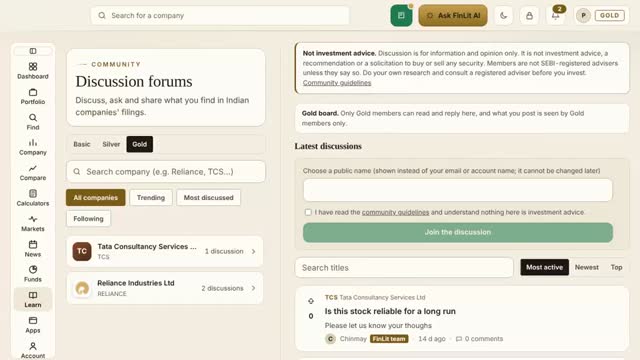 Search for a company
Ask FinLit AI
2
P
GOLD
Dashboard
Portfolio
Find
Company
Compare
Calculators
Markets
News
Funds
Learn
Apps
Account
COMMUNITY
Discussion forums
Discuss, ask and share what you find in Indian
companies' filings.
Basic
Silver
Gold
Search company (e.g. Reliance, TCS...)
All companies
Trending
Most discussed
Following
TC
Tata Consultancy Services ...
TCS
1 discussion
Reliance Industries Ltd
RELIANCE
2 discussions
Not investment advice. Discussion is for information and opinion only. It is not investment advice, a
recommendation or a solicitation to buy or sell any security. Members are not SEBI-registered advisers
unless they say so. Do your own research and consult a registered adviser before you invest.
Community guidelines
Gold board. Only Gold members can read and reply here, and what you post is seen by Gold
members only.
Latest discussions
Choose a public name (shown instead of your email or account name; it cannot be changed later)
I have read the community guidelines and understand nothing here is investment advice.
Join the discussion
Search titles
Most active
Newest
Top
0
TCS Tata Consultancy Services Ltd
Is this stock reliable for a long run
Please let us know your thoughs
C Chinmay FinLit team · 14 d ago · 0 comments